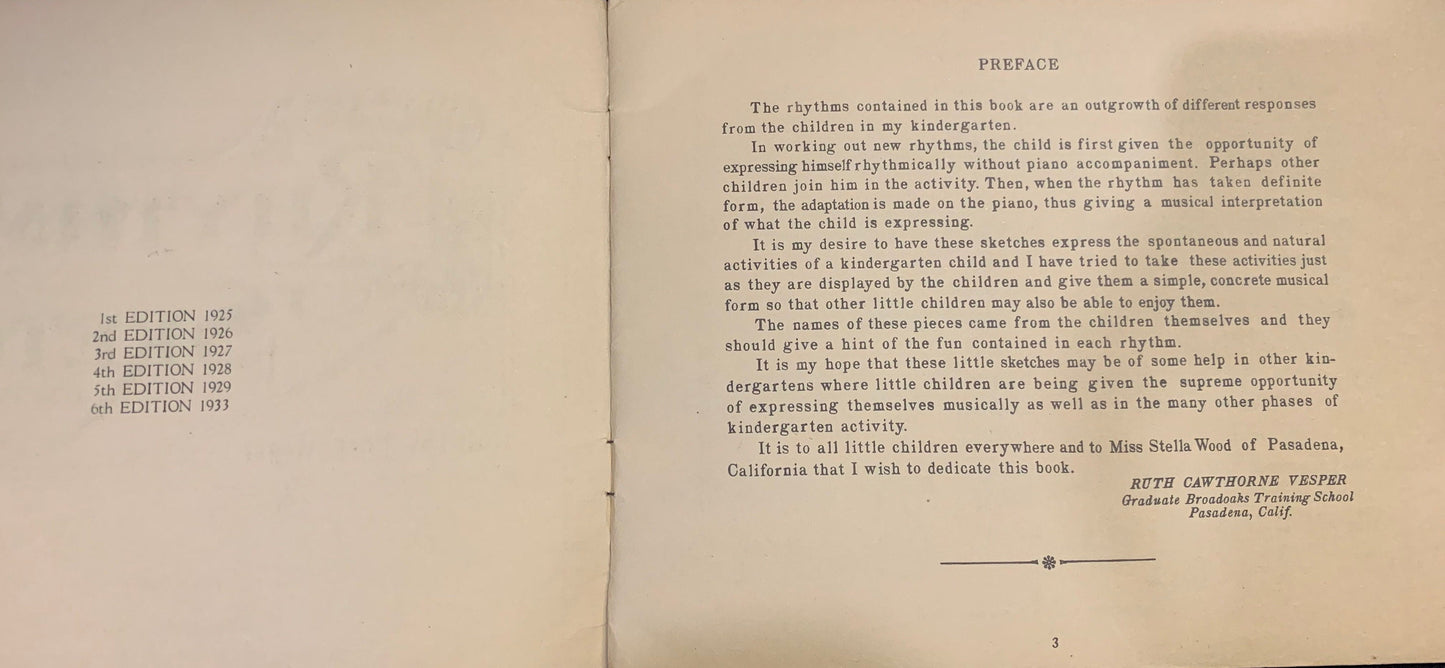 1st EDITION 1925
2nd EDITION 1926
3rd EDITION 1927
4th EDITION 1928
5th EDITION 1929
6th EDITION 1933
PREFACE
The rhythms contained in this book are an outgrowth of different responses
from the children in my kindergarten.
In working out new rhythms, the child is first given the opportunity of
expressing himself rhythmically without piano accompaniment. Perhaps other
children join him in the activity. Then, when the rhythm has taken definite
form, the adaptation is made on the piano, thus giving a musical interpretation
of what the child is expressing.
It is my desire to have these sketches express the spontaneous and natural
activities of a kindergarten child and I have tried to take these activities just
as they are displayed by the children and give them a simple, concrete musical
form so that other little children may also be able to enjoy them.
The names of these pieces came from the children themselves and they
should give a hint of the fun contained in each rhythm.
It is my hope that these little sketches may be of some help in other kin-
dergartens where little children are being given the supreme opportunity
of expressing themselves musically as well as in the many other phases of
kindergarten activity.
It is to all little children everywhere and to Miss Stella Wood of Pasadena,
California that I wish to dedicate this book.
RUTH CAWTHORNE VESPER
Graduate Broadoaks Training School
Pasadena, Calif.
3